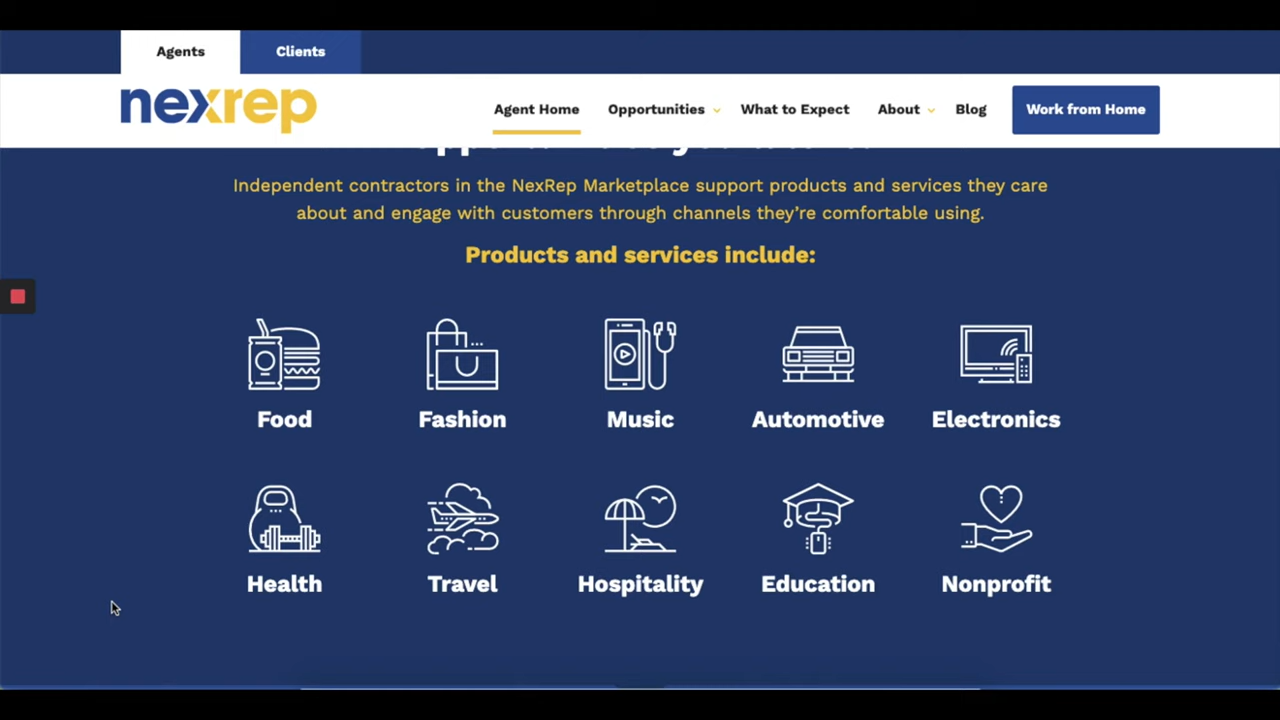 Agents Clients
nexrep
Agent Home Opportunities What to Expect About Blog Work from Home
Independent contractors in the NexRep Marketplace support products and services they care
about and engage with customers through channels they’re comfortable using.
Products and services include:
Food Fashion Music Automotive Electronics
Health Travel Hospitality Education Nonprofit